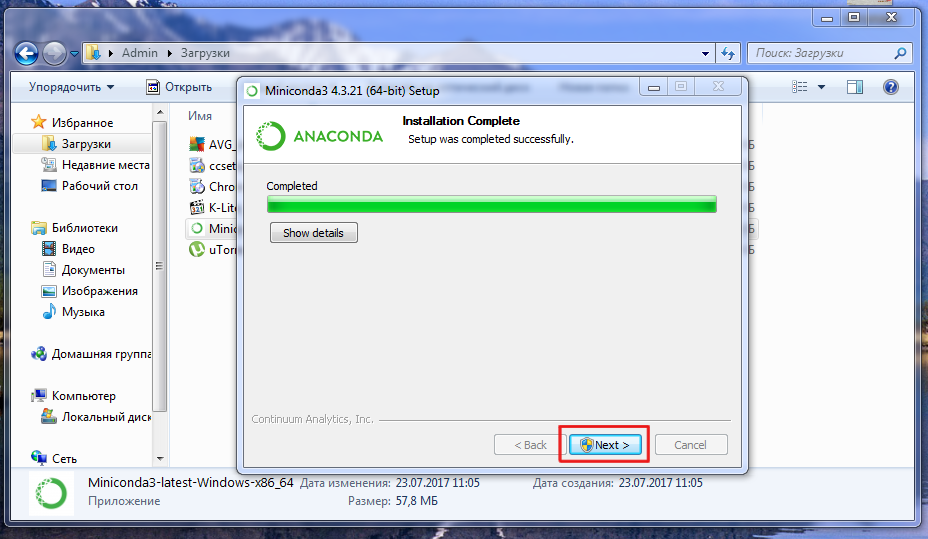 Admin
Загрузки
Поиск: Загрузки
Упорядочить
Открыть
Имя
Избранное
Загрузки
Недавние места
Рабочий стол
Библиотеки
Видео
Документы
Изображения
Музыка
Домашняя группа
Компьютер
Локальный диск
Сеть
AVG_
ccset
Chro
K-Lite
Minic
uTor
Miniconda3 4.3.21 (64-bit) Setup
ANACONDA
Installation Complete
Setup was completed successfully.
Completed
Show details
Continuum Analytics, Inc.
< Back
Next >
Cancel
Miniconda3-latest-Windows-x86_64 Дата изменения: 23.07.2017 11:05 Дата создания: 23.07.2017 11:05
Приложение Размер: 57,8 МБ